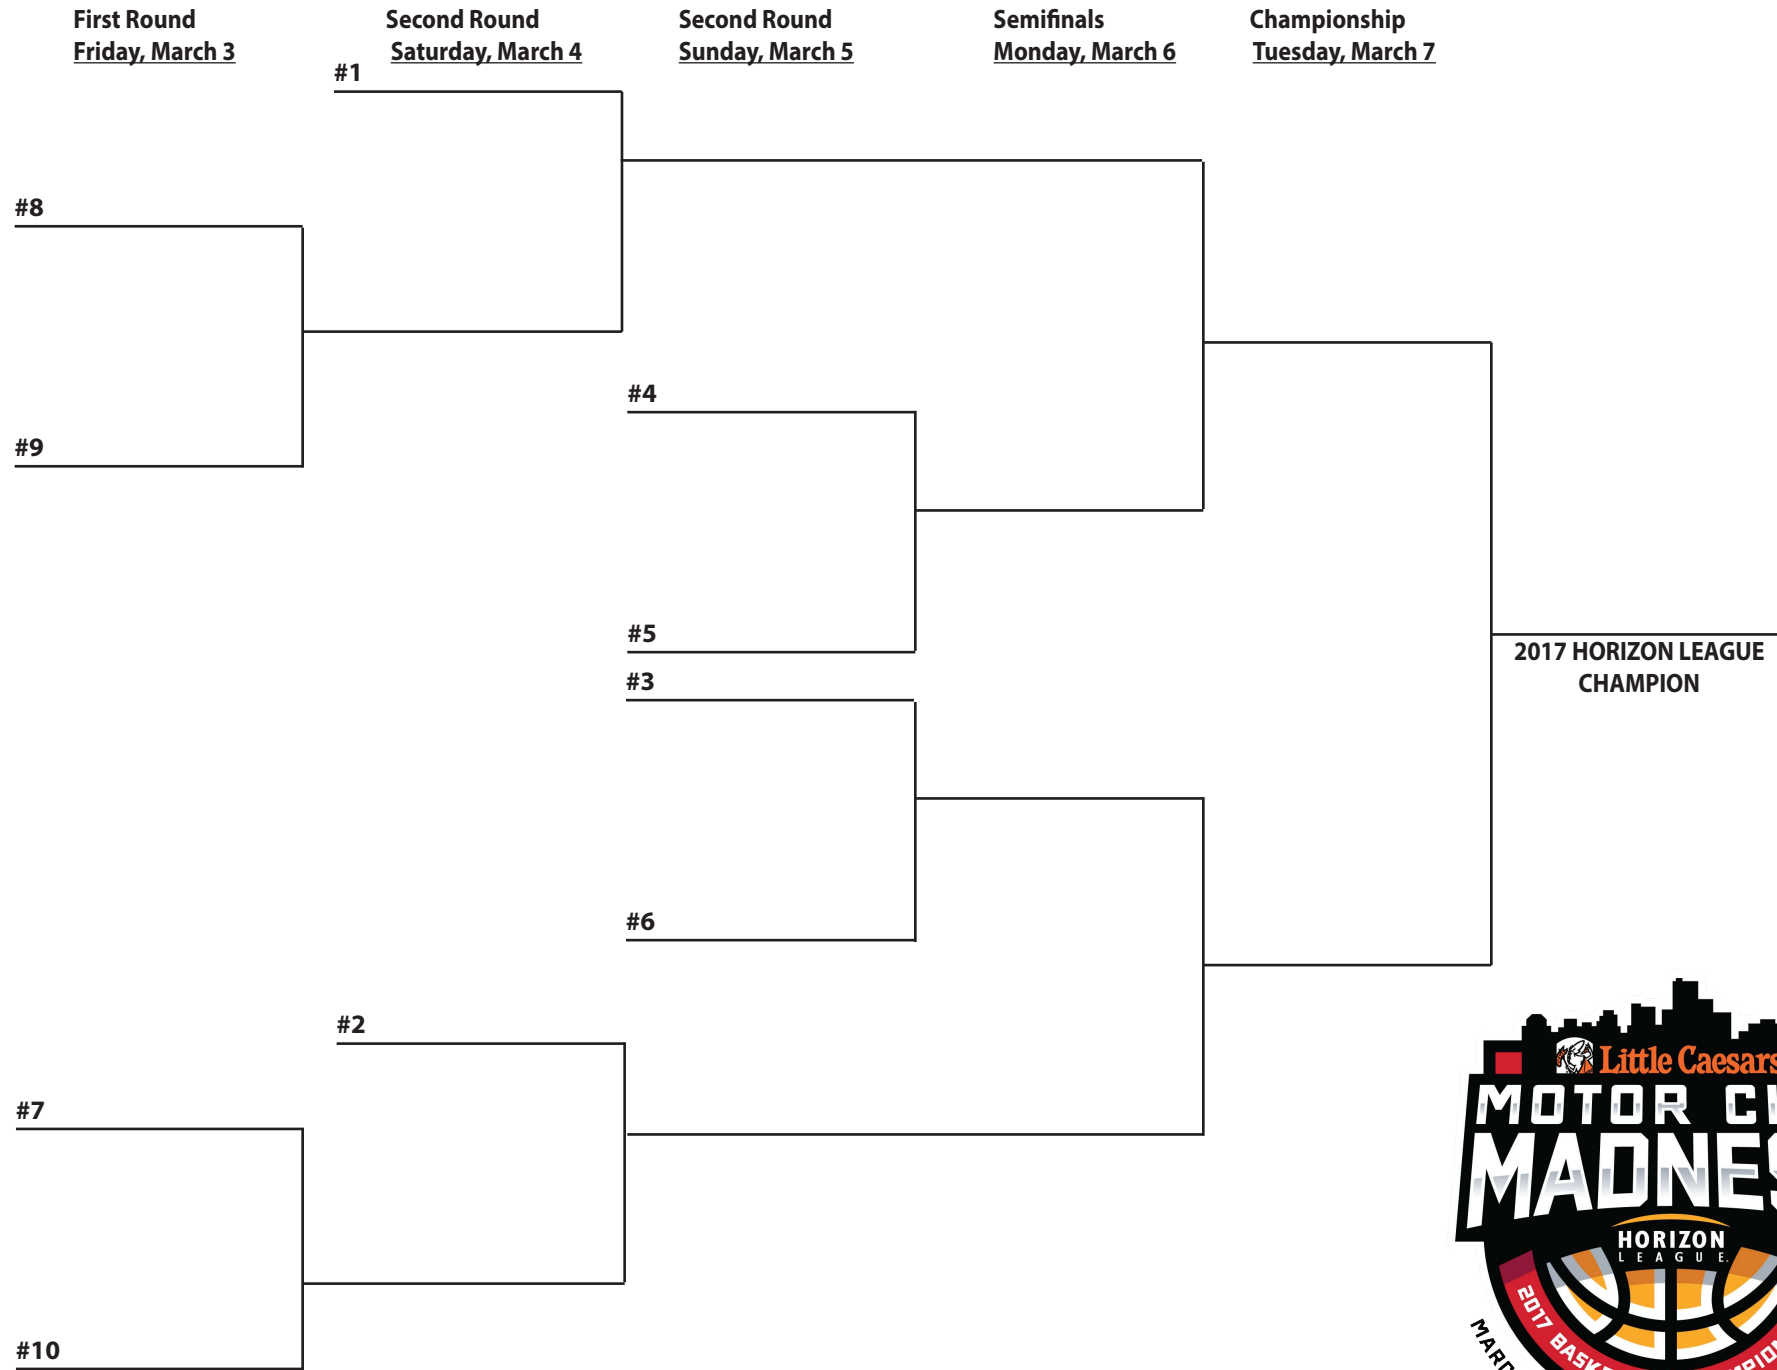 First Round
Friday, March 3
Second Round
Saturday, March 4
Second Round
Sunday, March 5
Semifinals
Monday, March 6
Championship
Tuesday, March 7
#1
#8
#9
#4
#5
#3
#6
2017 HORIZON LEAGUE
CHAMPION
#2
#7
#10
Little Caesars
MOTOR
HORIZON
LEAGUE
2017